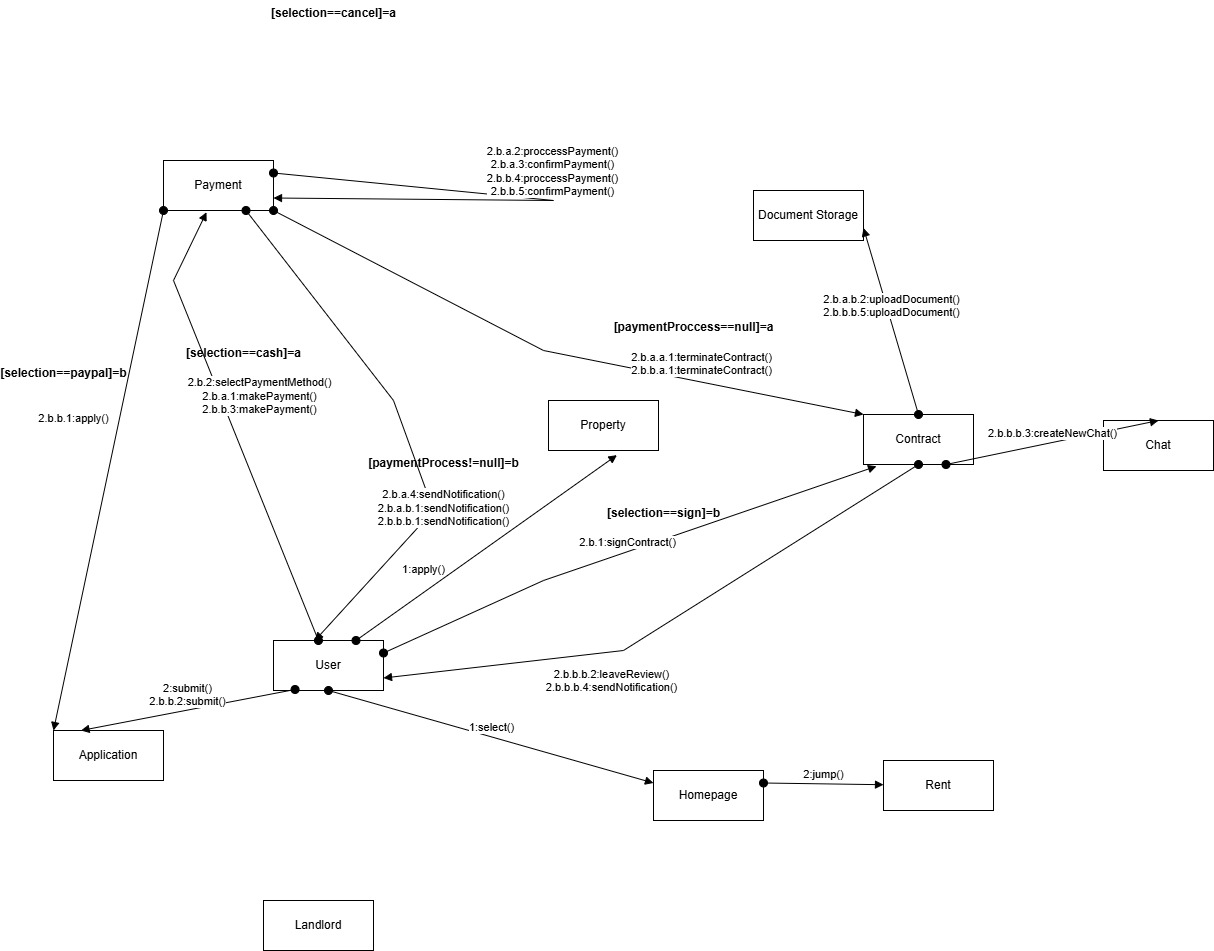 [selection==cancel]=a
2.b.a.2:proccessPayment()
2.b.a.3:confirmPayment()
2.b.b.4:proccessPayment()
2.b.b.5:confirmPayment()
Payment
Document Storage
2.b.a.b.2:uploadDocument()
2.b.b.b.5:uploadDocument()
[paymentProccess==null]=a
2.b.a.a.1:terminateContract()
2.b.b.a.1:terminateContract()
[selection==cash]=a
2.b.2:selectPaymentMethod()
2.b.a.1:makePayment()
2.b.b.3:makePayment()
[selection==paypal]=b
2.b.b.1:apply()
Property
Contract
2.b.b.b.3:createNewChat()
Chat
[paymentProcess!=null]=b
2.b.a.4:sendNotification()
2.b.a.b.1:sendNotification()
2.b.b.b.1:sendNotification()
[selection==sign]=b
2.b.1:signContract()
1:apply()
User
2.b.b.b.2:leaveReview()
2.b.b.b.4:sendNotification()
2:submit()
2.b.b.2:submit()
1:select()
Application
2:jump()
Homepage
Rent
Landlord